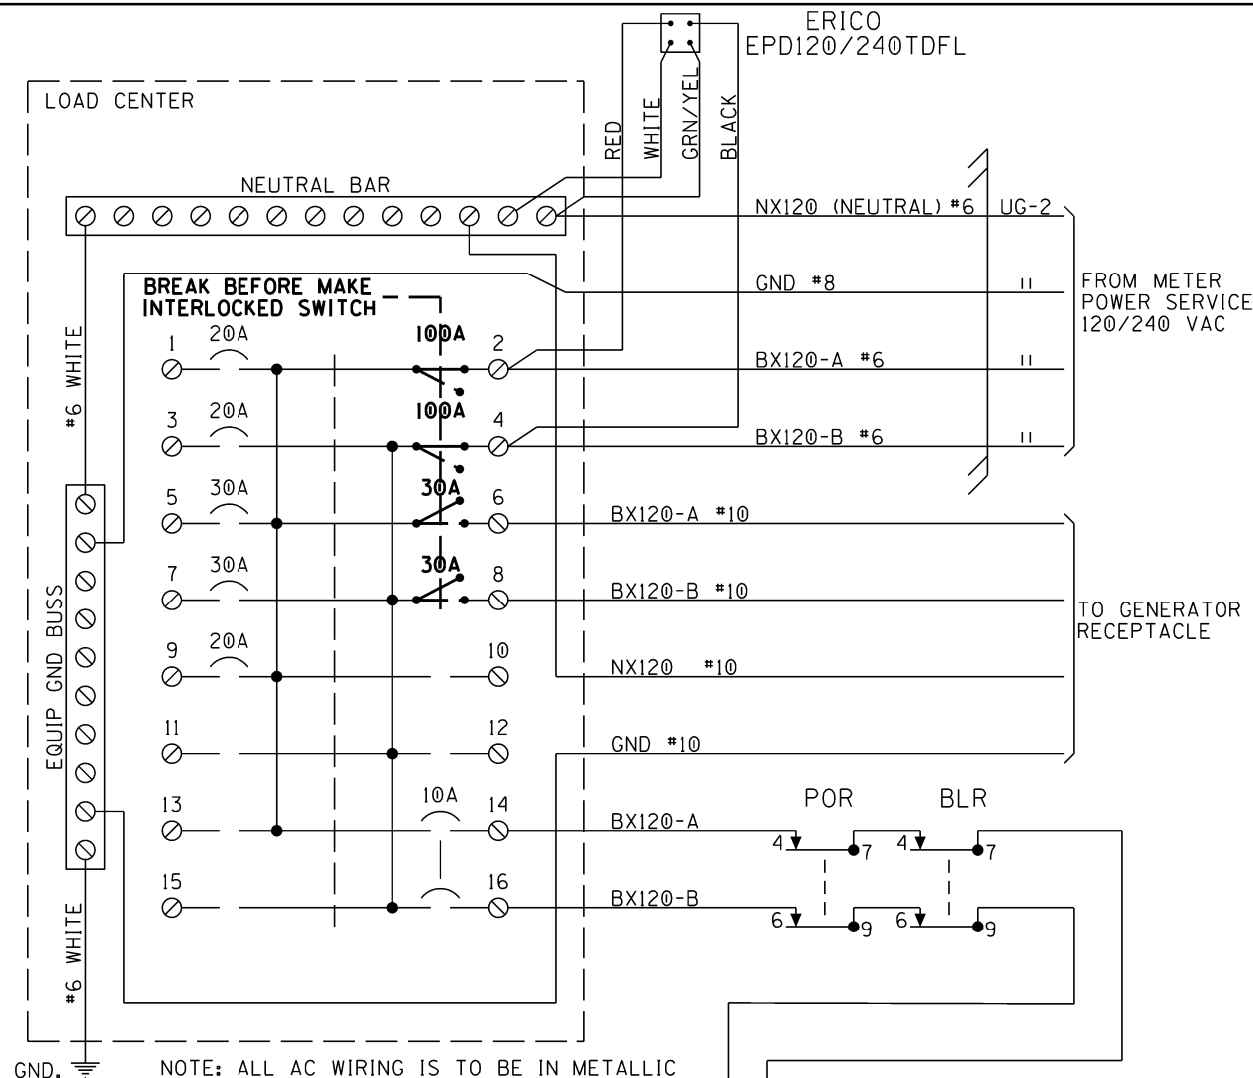 ERICO
EPD120/240TDFL
LOAD CENTER
RED
WHITE
GRN/YEL
BLACK
NEUTRAL BAR
NX120 (NEUTRAL) #6 UG-2
BREAK BEFORE MAKE
INTERLOCKED SWITCH
GND #8 "
FROM METER
POWER SERVICE
120/240 VAC
#6 WHITE
1 20A 100A 2
BX120-A #6 "
3 20A 100A 4
BX120-B #6 "
5 30A 30A 6
BX120-A #10
7 30A 30A 8
BX120-B #10
TO GENERATOR
RECEPTACLE
EQUIP GND BUSS
9 20A 10
NX120 #10
11 12
GND #10
13 10A 14
BX120-A
POR BLR
4 7 4 7
15 16
BX120-B
6 9 6 9
#6 WHITE
GND.
NOTE: ALL AC WIRING IS TO BE IN METALLIC